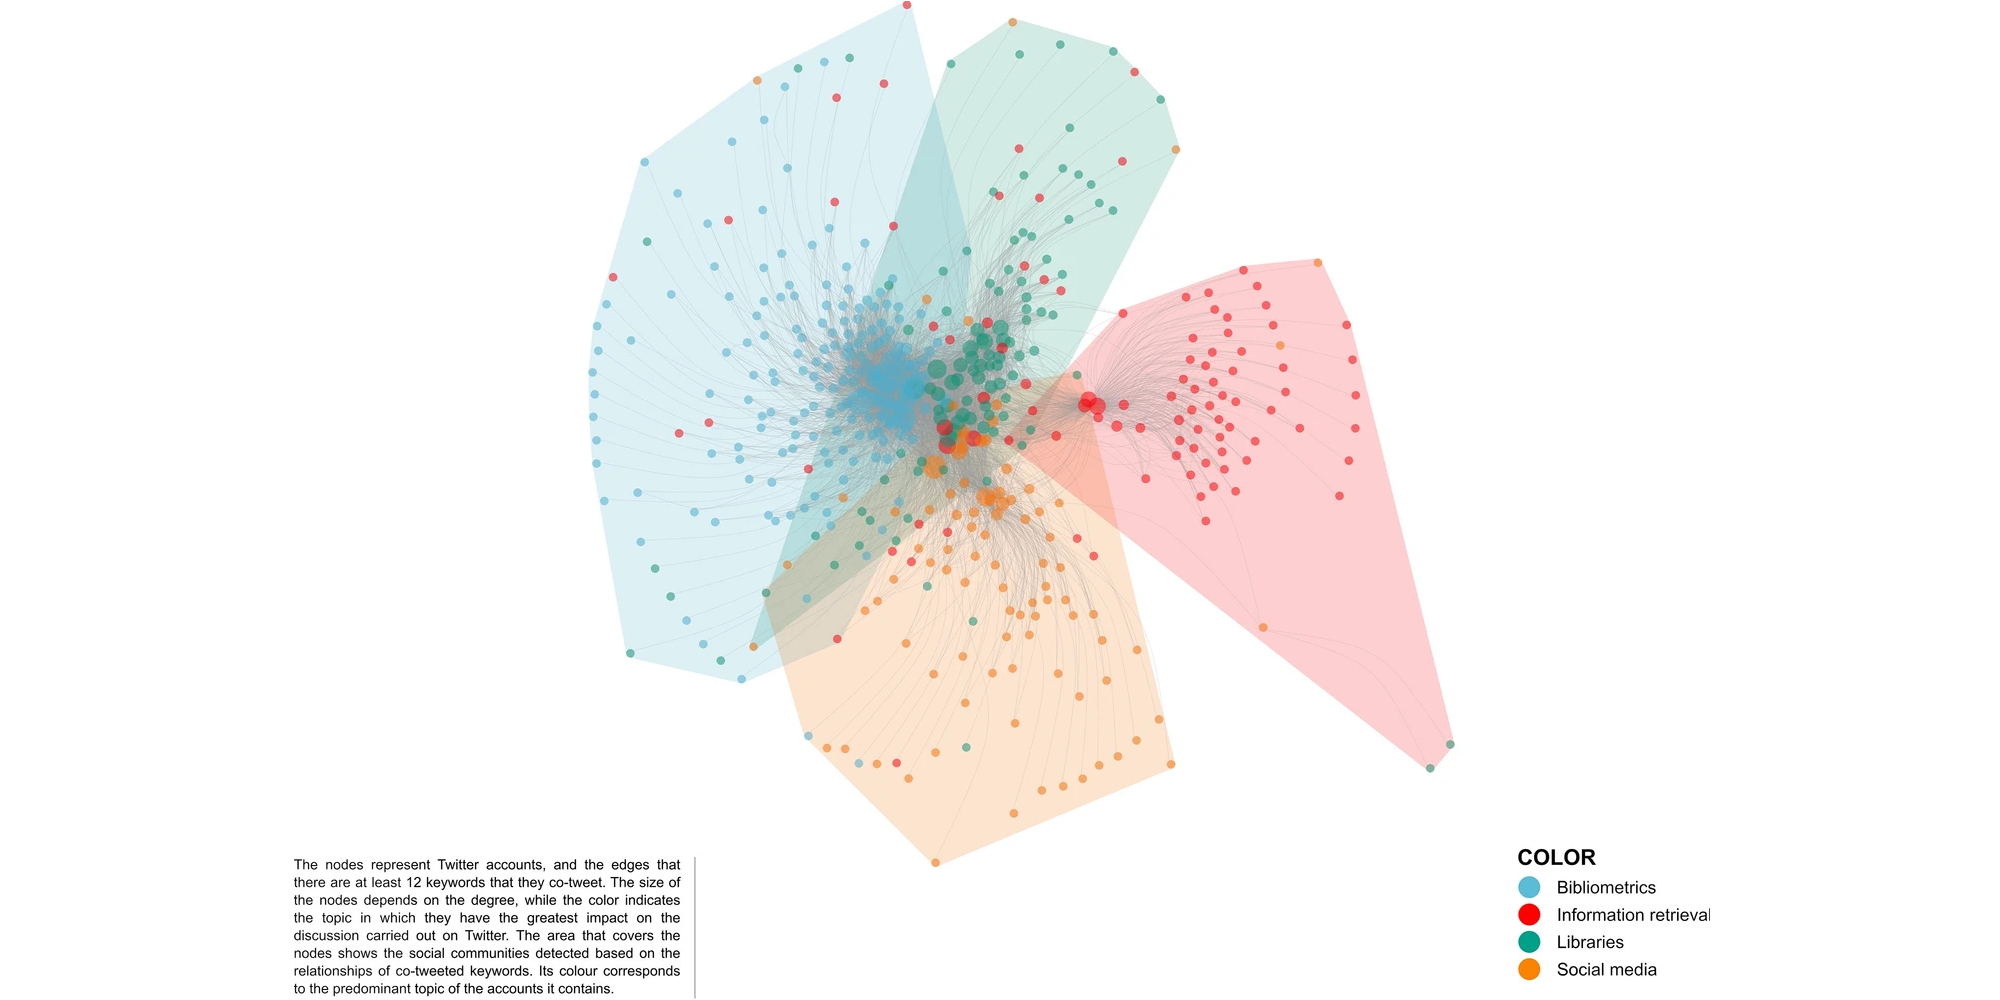 The nodes represent Twitter accounts, and the edges that
there are at least 12 keywords that they co-tweet. The size of
the nodes depends on the degree, while the color indicates
the topic in which they have the greatest impact on the
discussion carried out on Twitter. The area that covers the
nodes shows the social communities detected based on the
relationships of co-tweeted keywords. Its colour corresponds
to the predominant topic of the accounts it contains.
COLOR
Bibliometrics
Information retrieval
Libraries
Social media